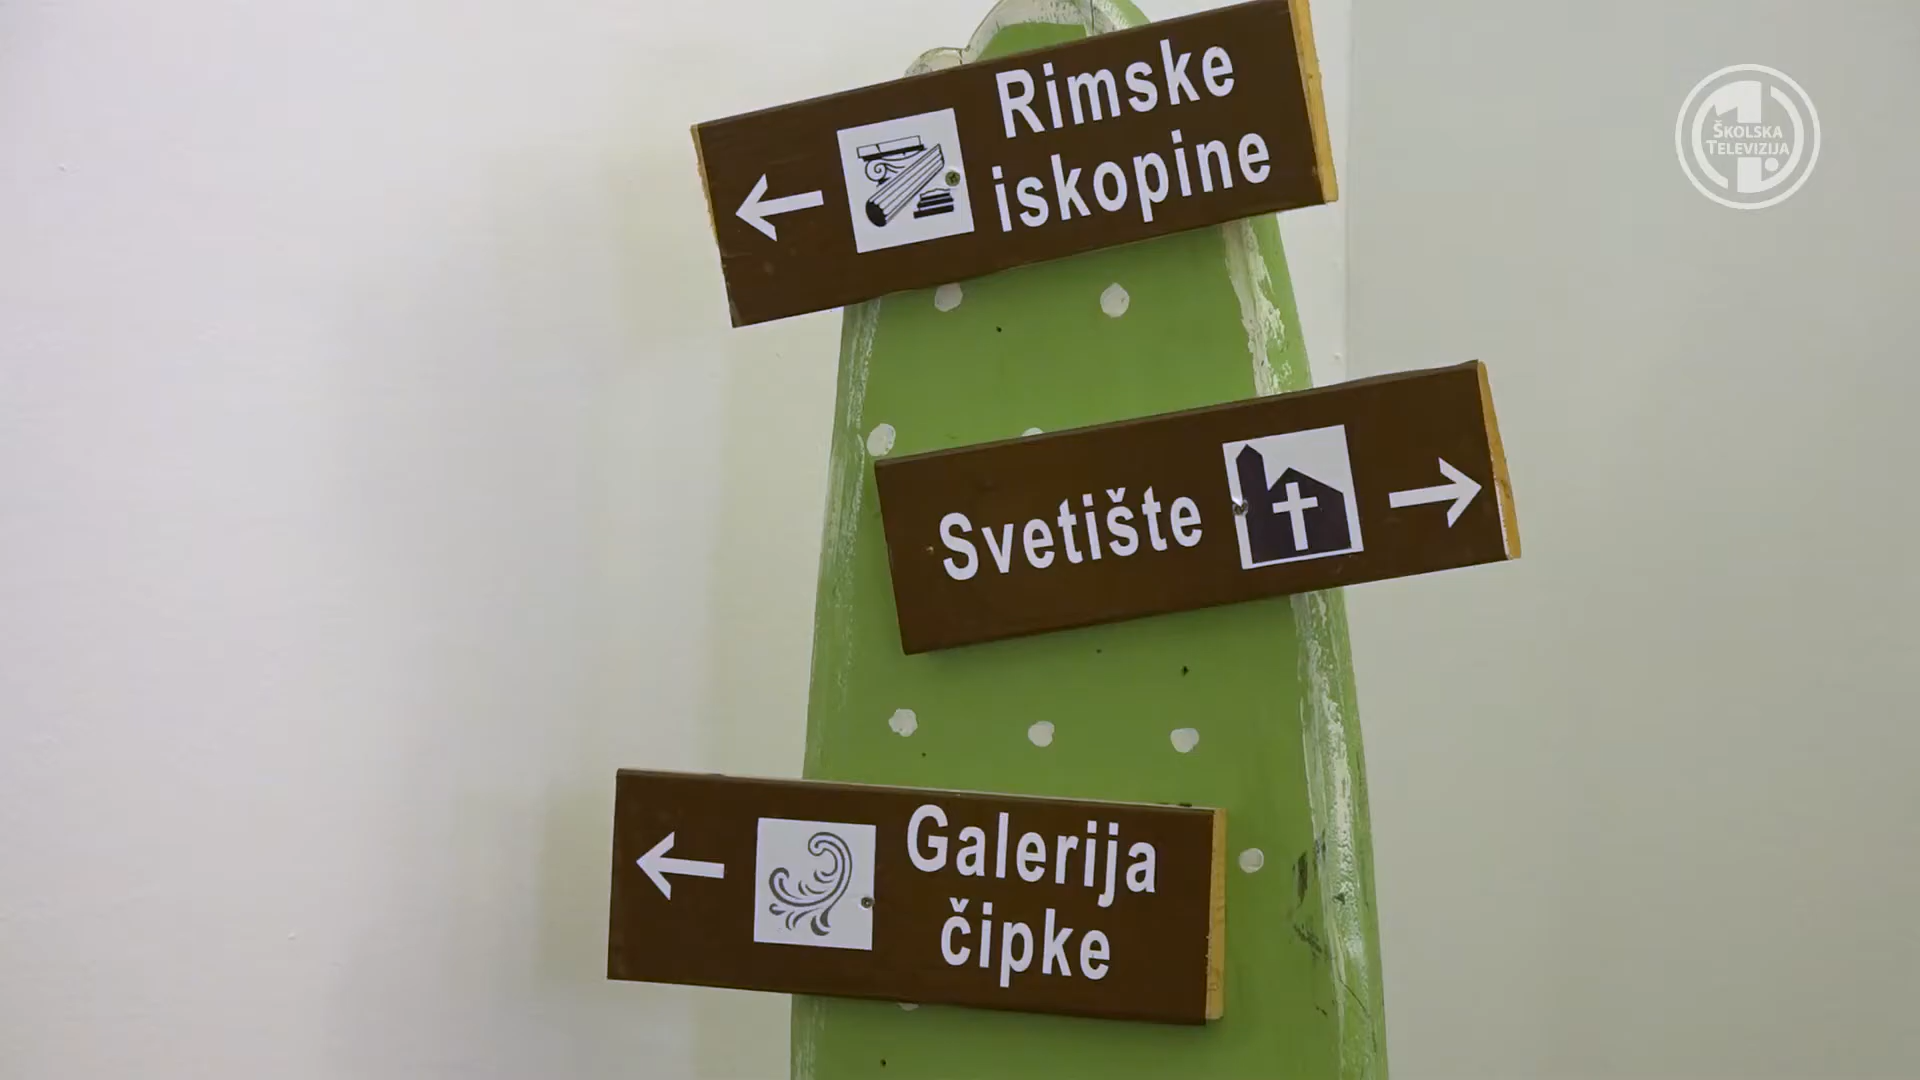 Rimske
iskopine
ŠKOLSKA
TELEVIZIJA
Svetište
Galerija
čipke